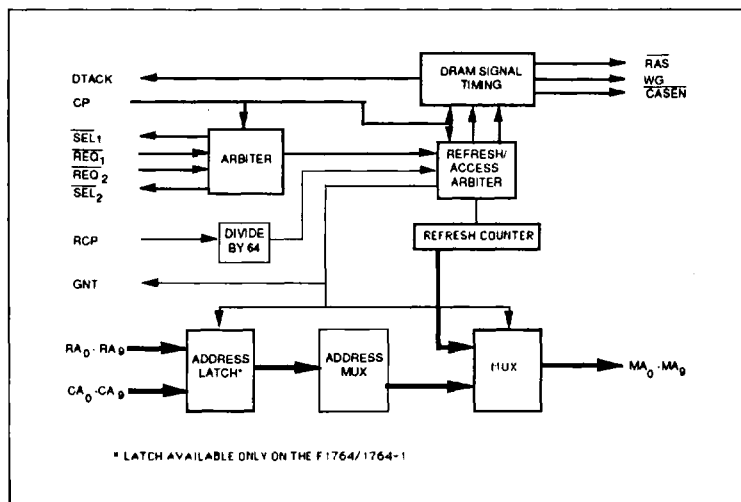 DTACK
CP
SEL1
REQ1
REQ2
SEL2
RCP
GNT
RA0 - RA9
CA0 - CA9
DRAM SIGNAL
TIMING
RAS
WG
CASEN
ARBITER
REFRESH/
ACCESS
ARBITER
DIVIDE
BY 64
REFRESH COUNTER
ADDRESS
LATCH*
ADDRESS
MUX
MUX
MA0 - MA9
* LATCH AVAILABLE ONLY ON THE F1764/1764-1